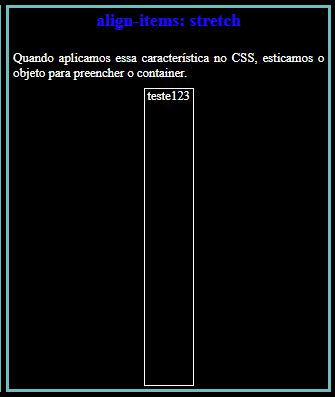 align-items: stretch
Quando aplicamos essa característica no CSS, esticamos o
objeto para preencher o container.
teste123